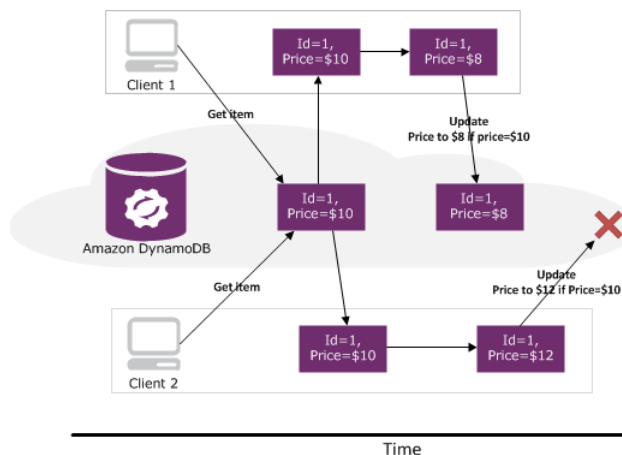 Id=1,
Price=$10
Id=1,
Price=$8
Client 1
Get item
Update
Price to $8 if price=$10
Id=1,
Price=$10
Id=1,
Price=$8
Amazon DynamoDB
Get item
Update
Price to $12 if Price=$10
Id=1,
Price=$10
Id=1,
Price=$12
Client 2
Time